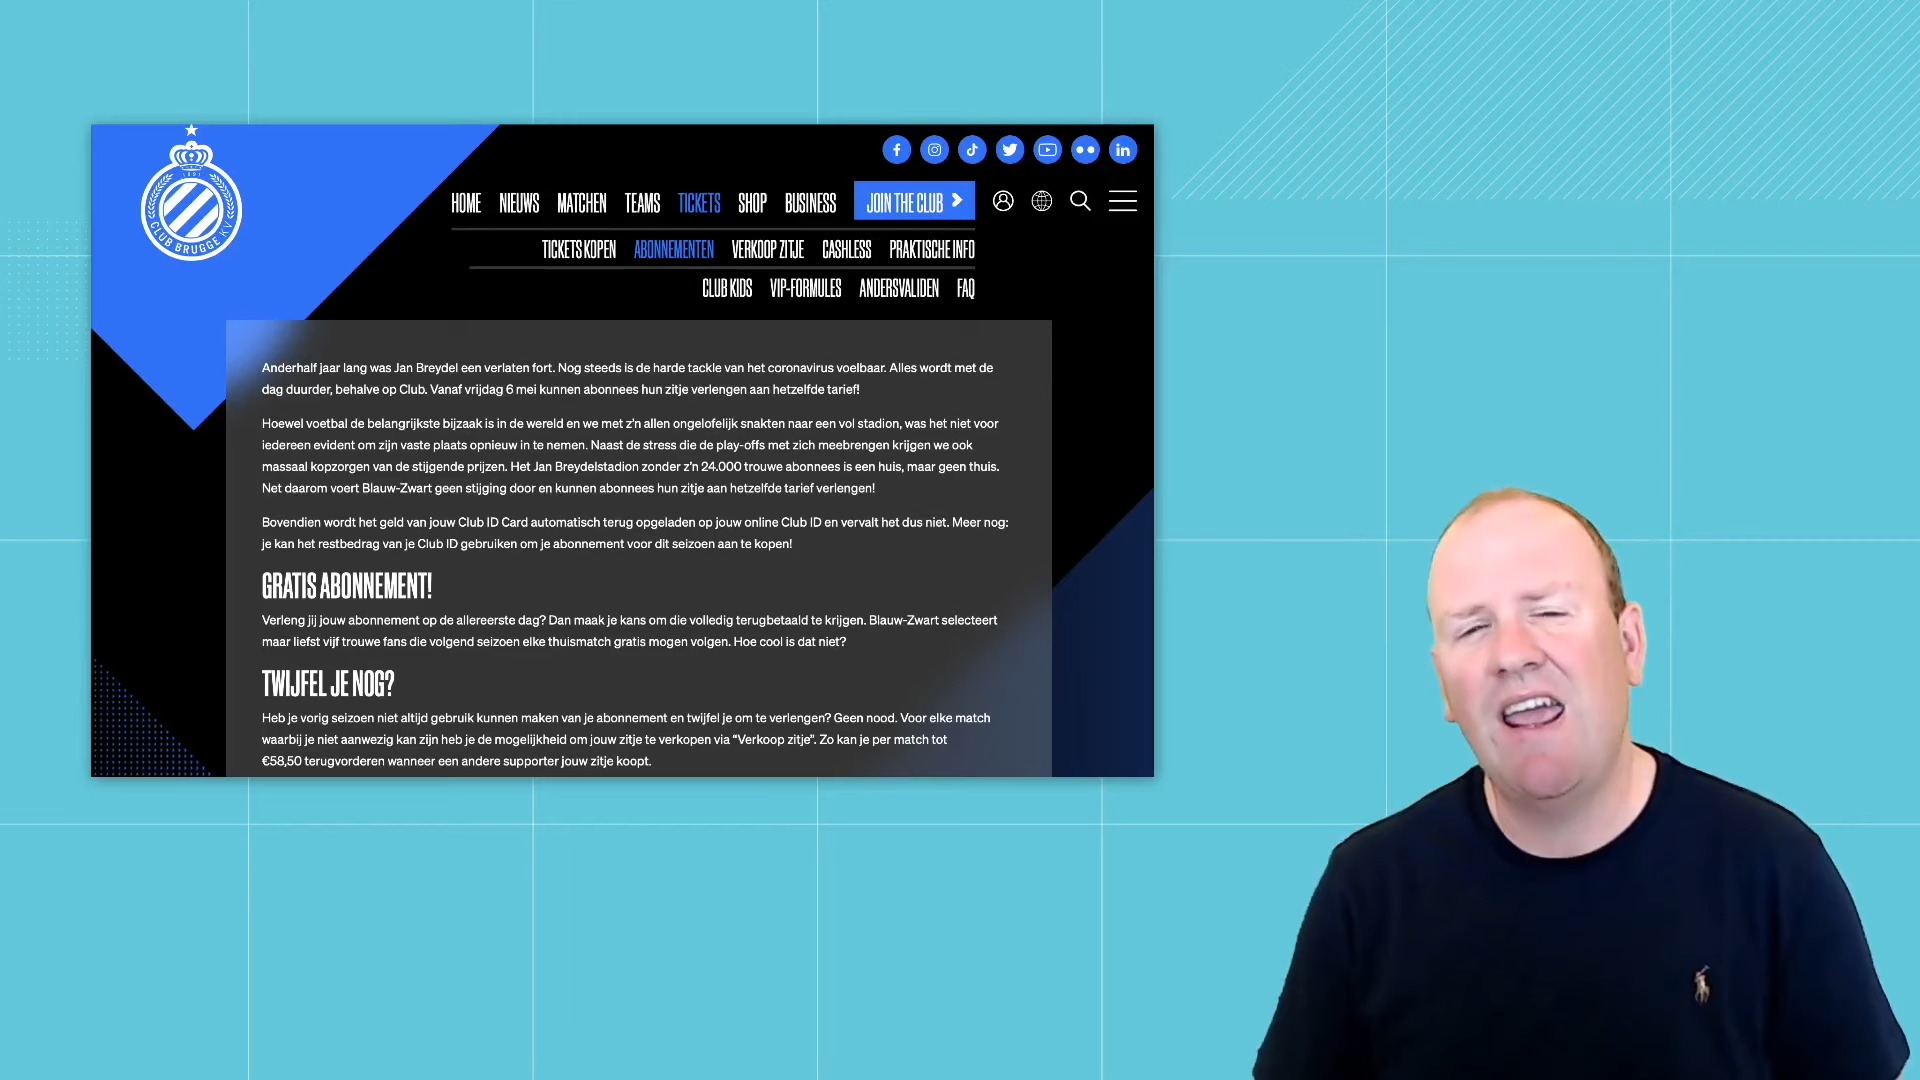 1891
CLUB BRUGGE KV
HOME NIEUWS MATCHEN TEAMS TICKETS SHOP BUSINESS JOIN THE CLUB
TICKETS KOPEN ABONNEMENTEN VERKOOP ZITJE CASHLESS PRAKTISCHE INFO
CLUB KIDS VIP-FORMULES ANDERSVALIDEN FAQ
Anderhalf jaar lang was Jan Breydel een verlaten fort. Nog steeds is de harde tackle van het coronavirus voelbaar. Alles wordt met de
dag duurder, behalve op Club. Vanaf vrijdag 6 mei kunnen abonnees hun zitje verlengen aan hetzelfde tarief!
Hoewel voetbal de belangrijkste bijzaak is in de wereld en we met z'n allen ongelofelijk snakten naar een vol stadion, was het niet voor
iedereen evident om zijn vaste plaats opnieuw in te nemen. Naast de stress die de play-offs met zich meebrengen krijgen we ook
massaal kopzorgen van de stijgende prijzen. Het Jan Breydelstadion zonder z'n 24.000 trouwe abonnees is een huis, maar geen thuis.
Net daarom voert Blauw-Zwart geen stijging door en kunnen abonnees hun zitje aan hetzelfde tarief verlengen!
Bovendien wordt het geld van jouw Club ID Card automatisch terug opgeladen op jouw online Club ID en vervalt het dus niet. Meer nog:
je kan het restbedrag van je Club ID gebruiken om je abonnement voor dit seizoen aan te kopen!
GRATIS ABONNEMENT!
Verleng jij jouw abonnement op de allereerste dag? Dan maak je kans om die volledig terugbetaald te krijgen. Blauw-Zwart selecteert
maar liefst vijf trouwe fans die volgend seizoen elke thuismatch gratis mogen volgen. Hoe cool is dat niet?
TWIJFEL JE NOG?
Heb je vorig seizoen niet altijd gebruik kunnen maken van je abonnement en twijfel je om te verlengen? Geen nood. Voor elke match
waarbij je niet aanwezig kan zijn heb je de mogelijkheid om jouw zitje te verkopen via “Verkoop zitje”. Zo kan je per match tot
€58,50 terugvorderen wanneer een andere supporter jouw zitje koopt.